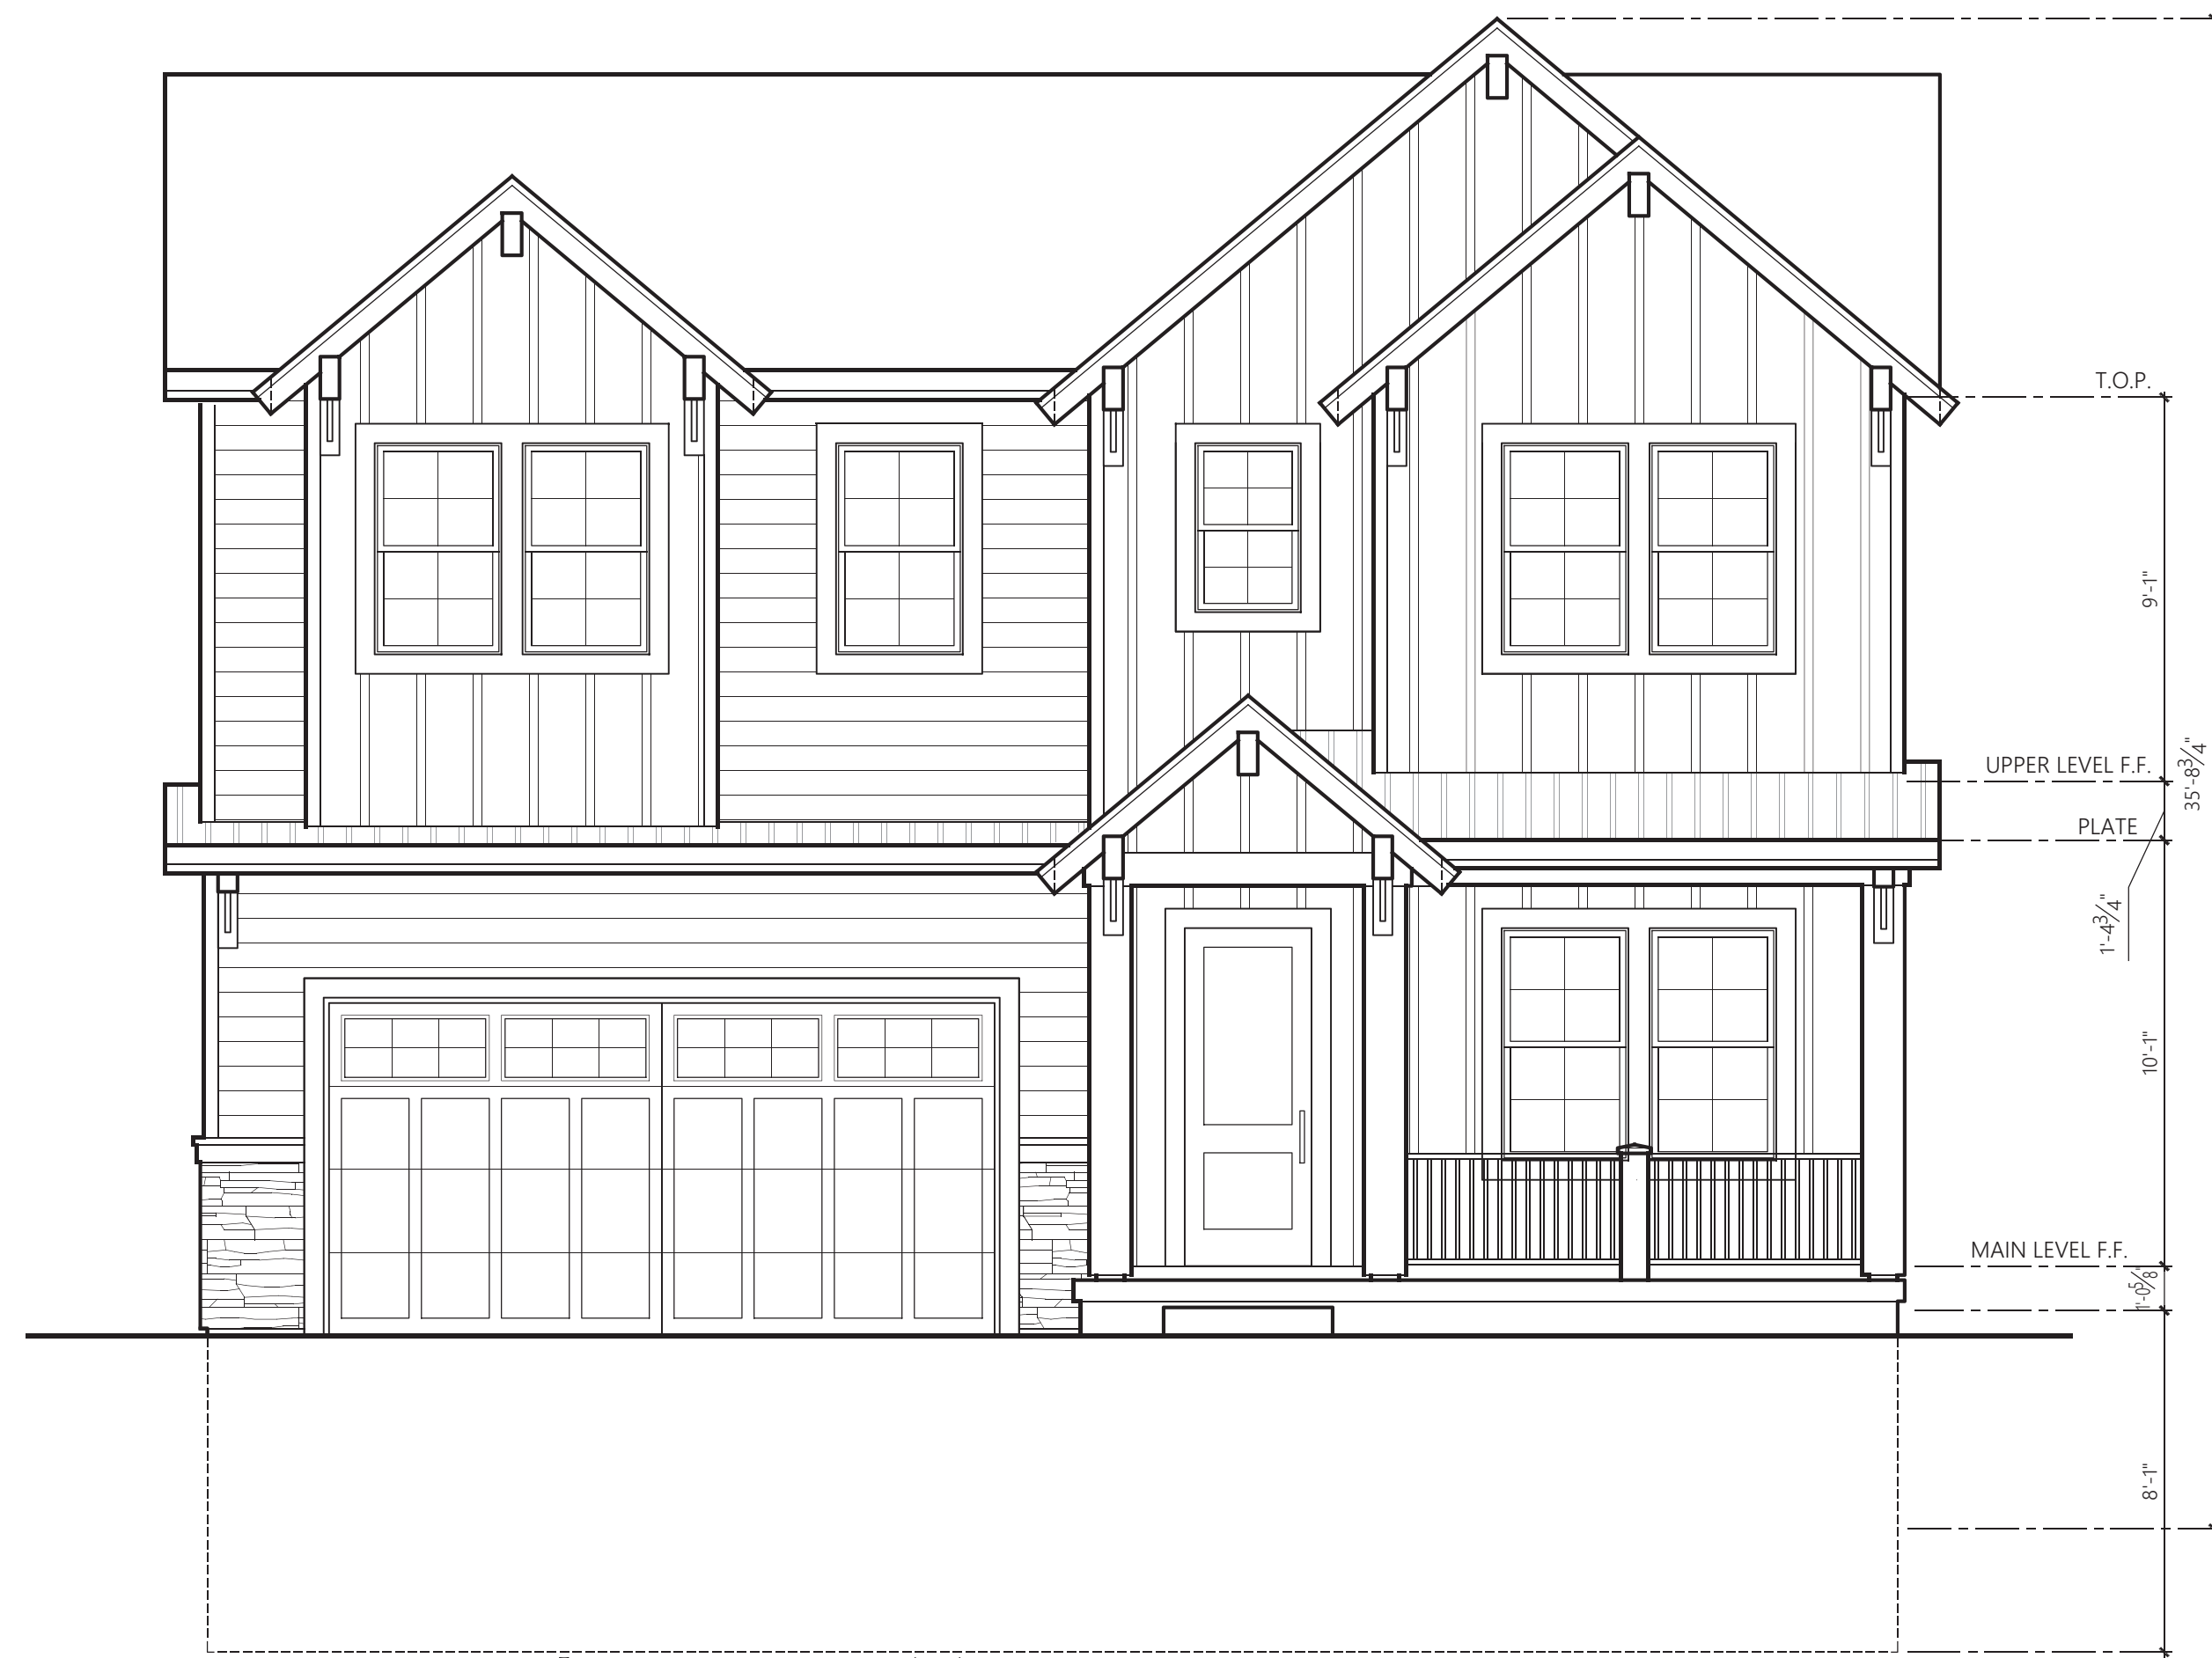 T.O.P.
9'-1"
UPPER LEVEL F.F.
35'-8¾"
PLATE
1'-4¾"
10'-1"
MAIN LEVEL F.F.
1'-0⅝"
8'-1"